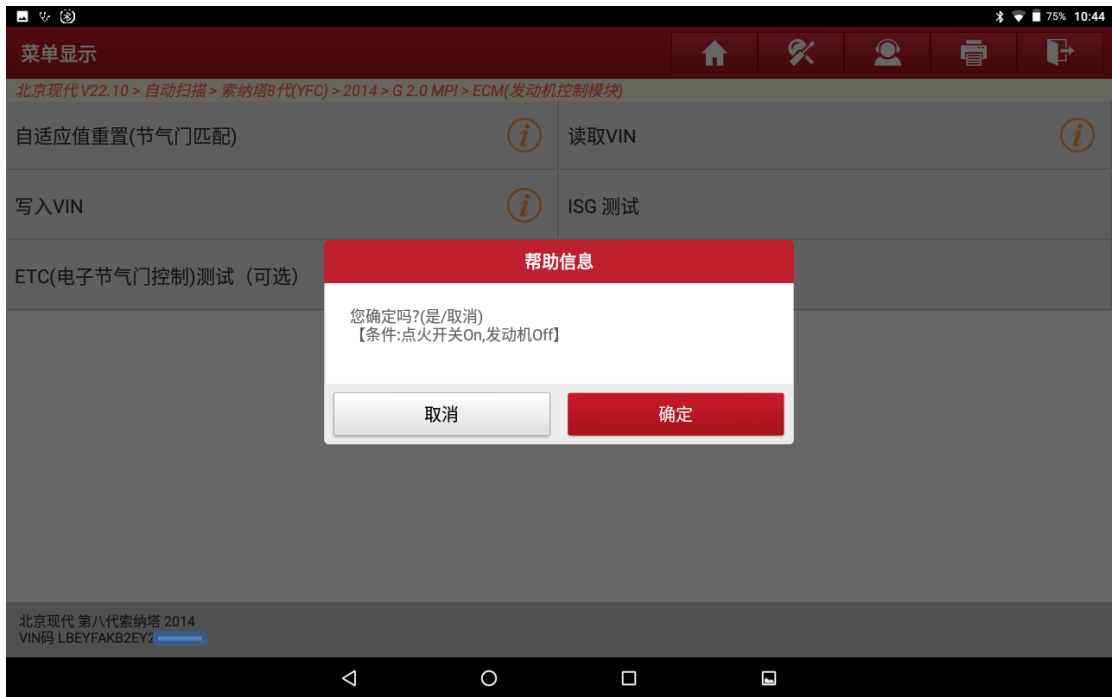 75% 10:44
菜单显示
北京现代 V22.10 > 自动扫描 > 索纳塔8代(YFC) > 2014 > G 2.0 MPI > ECM(发动机控制模块)
自适应值重置(节气门匹配)
读取VIN
写入VIN
ISG 测试
ETC(电子节气门控制)测试（可选）
帮助信息
您确定吗?(是/取消)
【条件:点火开关On,发动机Off】
取消
确定
北京现代 第八代索纳塔 2014
VIN码 LBEYFAKB2EY2